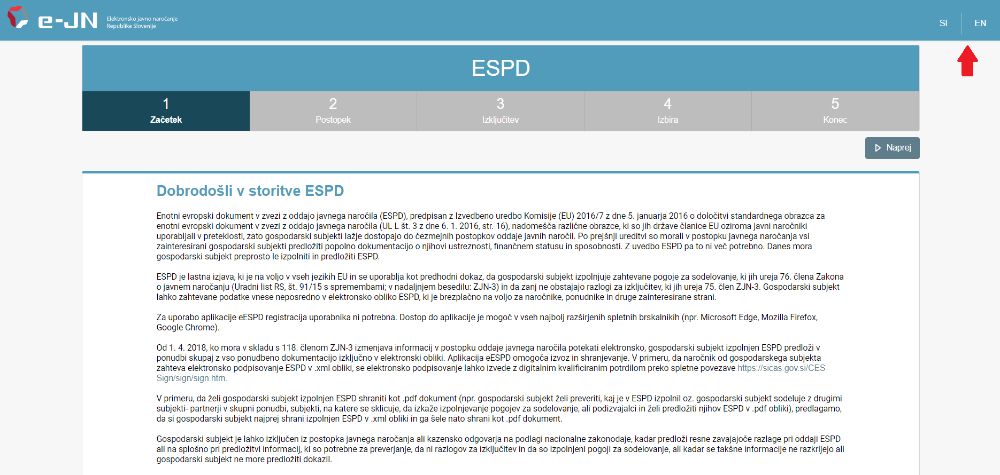 e-JN
Elektronsko javno naročanje
Republike Slovenije
SI
EN
ESPD
1
Začetek
2
Postopek
3
Izključitev
4
Izbira
5
Konec
Naprej
Dobrodošli v storitve ESPD
Enotni evropski dokument v zvezi z oddajo javnega naročila (ESPD), predpisan z Izvedbeno uredbo Komisije (EU) 2016/7 z dne 5. januarja 2016 o določitvi standardnega obrazca za
enotni evropski dokument v zvezi z oddajo javnega naročila (UL L št. 3 z dne 6. 1. 2016, str. 16), nadomešča različne obrazce, ki so jih države članice EU oziroma javni naročniki
uporabljali v preteklosti, zato gospodarski subjekti lažje dostopajo do čezmejnih postopkov oddaje javnih naročil. Po prejšnji ureditvi so morali v postopku javnega naročanja vsi
zainteresirani gospodarski subjekti predložiti popolno dokumentacijo o njihovi ustreznosti, finančnem statusu in sposobnosti. Z uvedbo ESPD pa to ni več potrebno. Danes mora
gospodarski subjekt preprosto le izpolniti in predložiti ESPD.
ESPD je lastna izjava, ki je na voljo v vseh jezikih EU in se uporablja kot predhodni dokaz, da gospodarski subjekt izpolnjuje zahtevane pogoje za sodelovanje, ki jih ureja 76. člena Zakona
o javnem naročanju (Uradni list RS, št. 91/15 s spremembami; v nadaljnjem besedilu: ZJN-3) in da zanj ne obstajajo razlogi za izključitev, ki jih ureja 75. člen ZJN-3. Gospodarski subjekt
lahko zahtevane podatke vnese neposredno v elektronsko obliko ESPD, ki je brezplačno na voljo za naročnike, ponudnike in druge zainteresirane strani.
Za uporabo aplikacije eESPD registracija uporabnika ni potrebna. Dostop do aplikacije je mogoč v vseh najbolj razširjenih spletnih brskalnikih (npr. Microsoft Edge, Mozilla Firefox,
Google Chrome).
Od 1. 4. 2018, ko mora v skladu s 118. členom ZJN-3 izmenjava informacij v postopku oddaje javnega naročila potekati elektronsko, gospodarski subjekt izpolnjen ESPD predloži v
ponudbi skupaj z vso ponudbeno dokumentacijo izključno v elektronski obliki. Aplikacija eESPD omogoča izvoz in shranjevanje. V primeru, da naročnik od gospodarskega subjekta
zahteva elektronsko podpisovanje ESPD v .xml obliki, se elektronsko podpisovanje lahko izvede z digitalnim kvalificiranim potrdilom preko spletne povezave https://sicas.gov.si/CES-
Sign/sign/sign.htm.
V primeru, da želi gospodarski subjekt izpolnjen ESPD shraniti kot .pdf dokument (npr. gospodarski subjekt želi preveriti, kaj je v ESPD izpolnil oz. gospodarski subjekt sodeluje z drugimi
subjekti- partnerji v skupni ponudbi, subjekti, na katere se sklicuje, da izkaže izpolnjevanje pogojev za sodelovanje, ali podizvajalci in želi predložiti njihov ESPD v .pdf obliki), predlagamo,
da si gospodarski subjekt najprej shrani izpolnjen ESPD v .xml obliki in ga šele nato shrani kot .pdf dokument.
Gospodarski subjekt je lahko izključen iz postopka javnega naročanja ali kazensko odgovarja na podlagi nacionalne zakonodaje, kadar predloži resne zavajajoče razlage pri oddaji ESPD
ali na splošno pri predložitvi informacij, ki so potrebne za preverjanje, da ni razlogov za izključitev in da so izpolnjeni pogoji za sodelovanje, ali kadar se takšne informacije ne razkrijejo ali
gospodarski subjekt ne more predložiti dokazil.